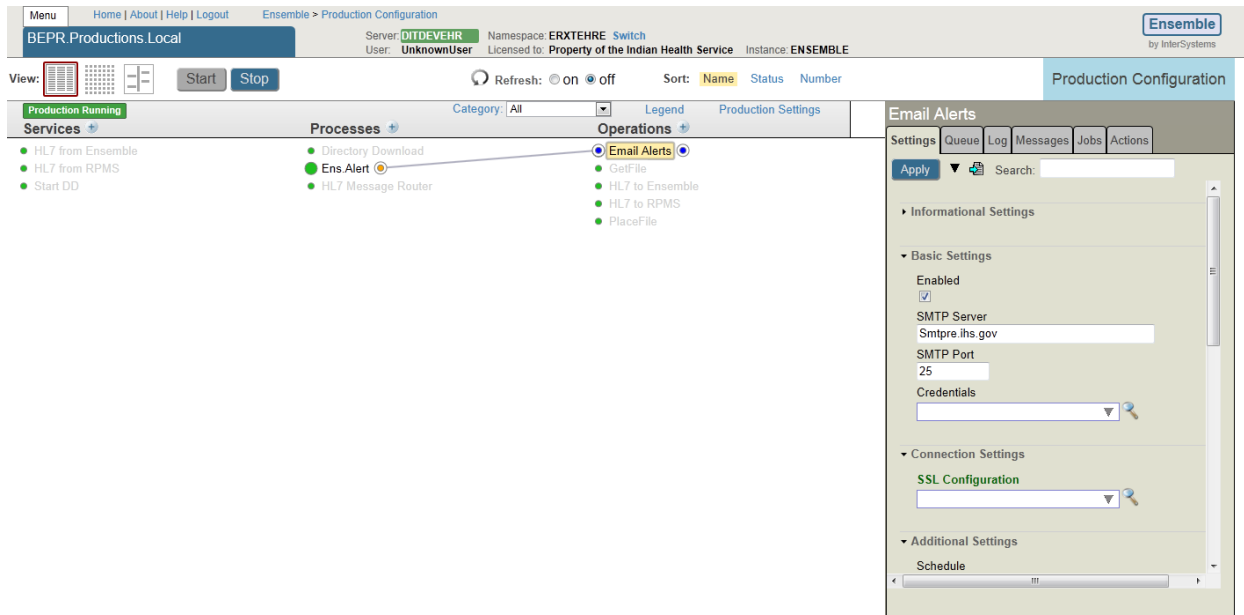 Menu Home | About | Help | Logout Ensemble > Production Configuration
BEPR.Productions.Local
Server: DITDEVEHR Namespace: ERXTEHRE Switch
User: UnknownUser Licensed to: Property of the Indian Health Service Instance: ENSEMBLE
Ensemble
by InterSystems
View: Start Stop Refresh: on off Sort: Name Status Number
Production Configuration
Production Running Category: All Legend Production Settings
Services Processes Operations
HL7 from Ensemble Directory Download Email Alerts
HL7 from RPMS Ens.Alert GetFIle
Start DD HL7 Message Router HL7 to Ensemble
HL7 to RPMS
PlaceFile
Email Alerts
Settings Queue Log Messages Jobs Actions
Apply Search:
Informational Settings
Basic Settings
Enabled
SMTP Server
Smtpre.ihs.gov
SMTP Port
25
Credentials
Connection Settings
SSL Configuration
Additional Settings
Schedule